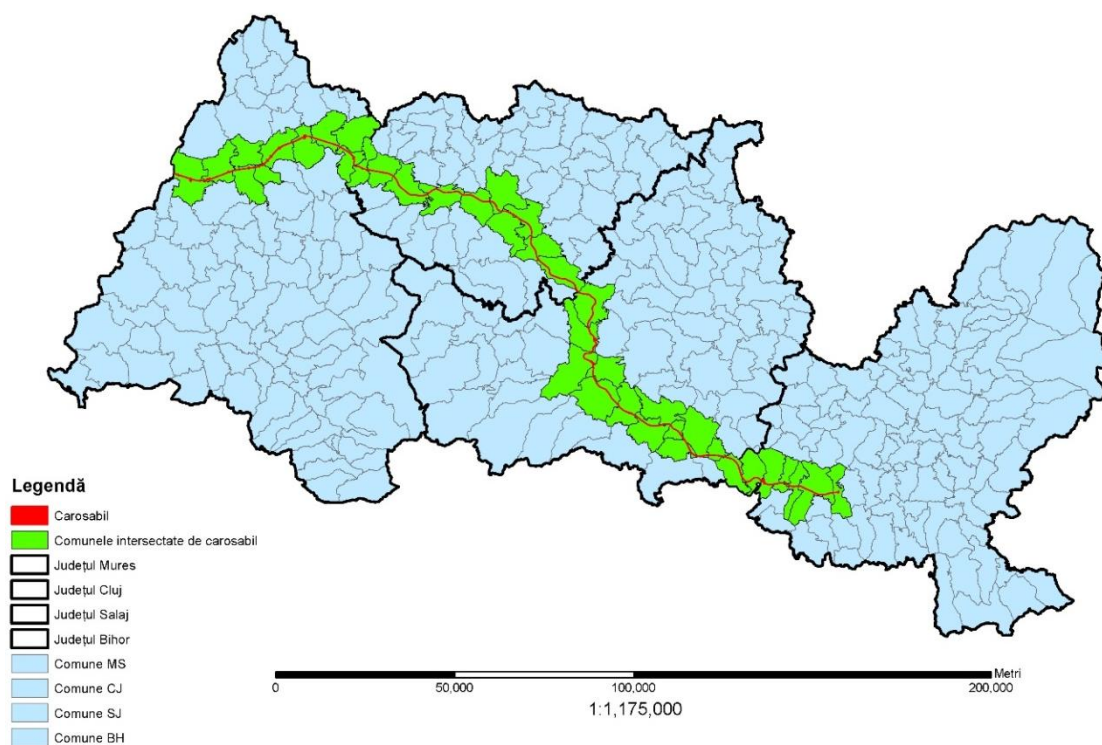 Legendă
Carosabil
Comunele intersectate de carosabil
Județul Mures
Județul Cluj
Județul Salaj
Județul Bihor
Comune MS
Comune CJ
Comune SJ
Comune BH
Metri
0 50,000 100,000 200,000
1:1,175,000